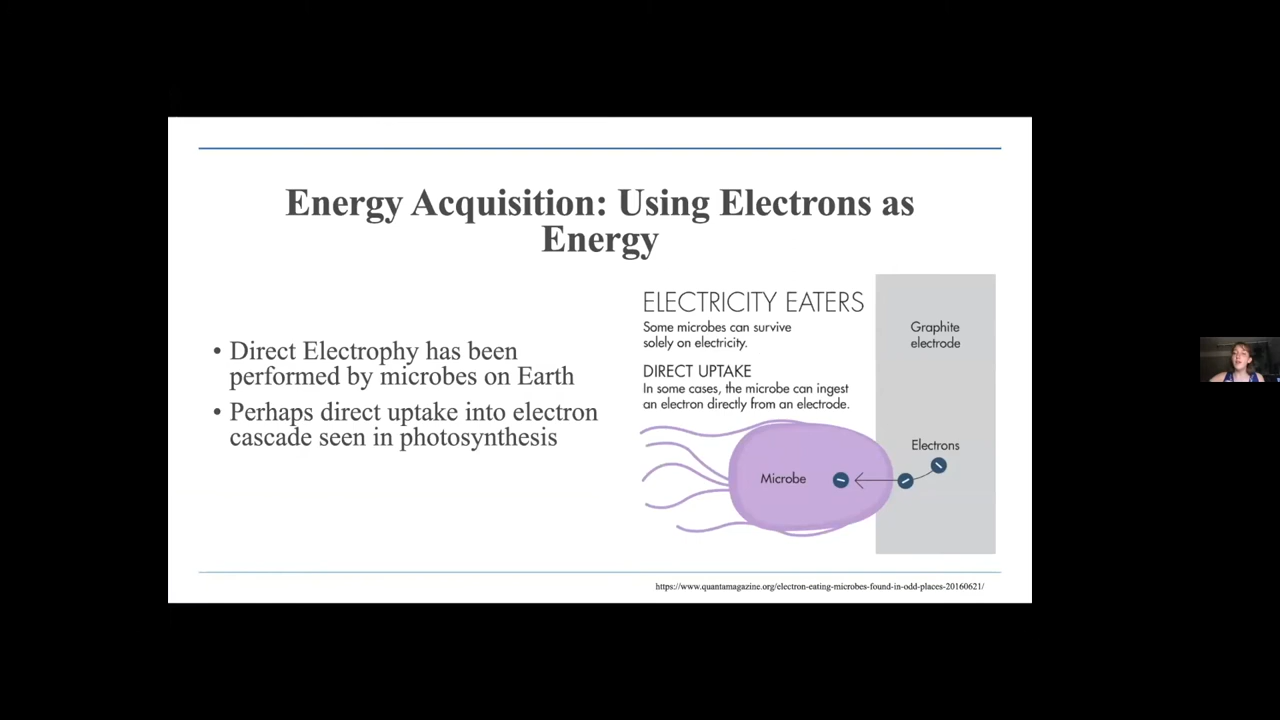 Energy Acquisition: Using Electrons as
Energy
• Direct Electrophy has been
performed by microbes on Earth
• Perhaps direct uptake into electron
cascade seen in photosynthesis
ELECTRICITY EATERS
Some microbes can survive
solely on electricity.
DIRECT UPTAKE
In some cases, the microbe can ingest
an electron directly from an electrode.
Graphite
electrode
Electrons
Microbe
https://www.quantamagazine.org/electron-eating-microbes-found-in-odd-places-20160621/